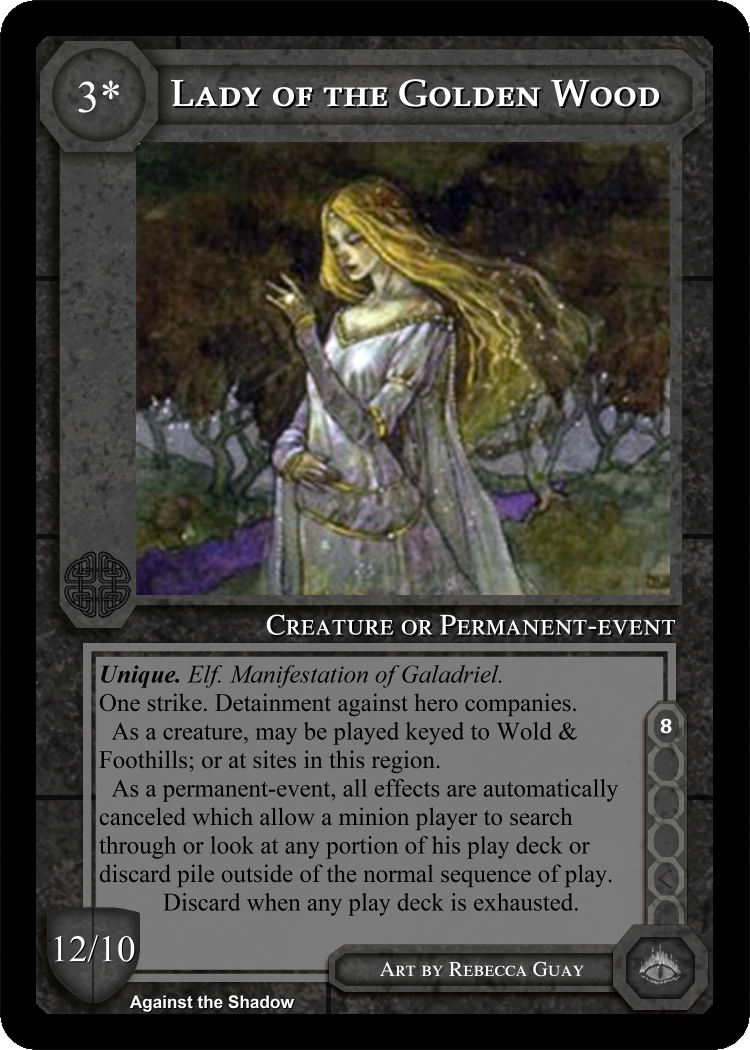 3*
Lady of the Golden Wood
Creature or Permanent-event
Unique. Elf. Manifestation of Galadriel.
One strike. Detainment against hero companies.
As a creature, may be played keyed to Wold &
Foothills; or at sites in this region.
As a permanent-event, all effects are automatically
canceled which allow a minion player to search
through or look at any portion of his play deck or
discard pile outside of the normal sequence of play.
Discard when any play deck is exhausted.
8
12/10
Art by Rebecca Guay
Against the Shadow